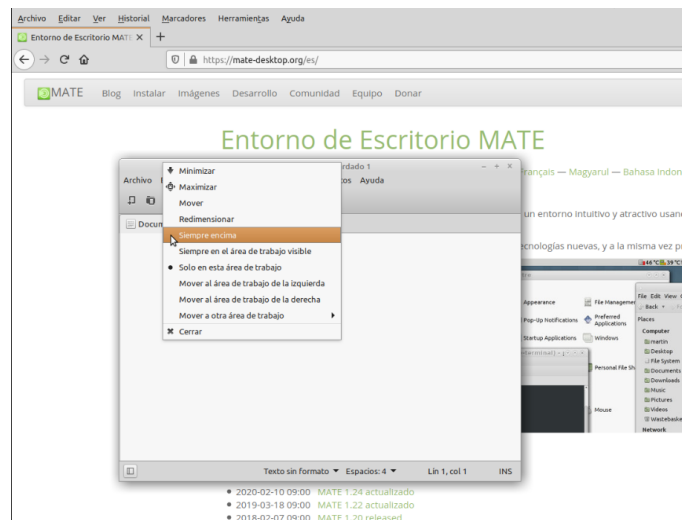 Archivo Editar Ver Historial Marcadores Herramientas Ayuda
Entorno de Escritorio MATE
https://mate-desktop.org/es/
MATE Blog Instalar Imágenes Desarrollo Comunidad Equipo Donar
Entorno de Escritorio MATE
Français — Magyarul — Bahasa Indon
un entorno intuitivo y atractivo usan
ecnologías nuevas, y a la misma vez p
rdado 1
Archivo
os Ayuda
Docum
Minimizar
Maximizar
Mover
Redimensionar
Siempre encima
Siempre en el área de trabajo visible
Solo en esta área de trabajo
Mover al área de trabajo de la izquierda
Mover al área de trabajo de la derecha
Mover a otra área de trabajo
Cerrar
Texto sin formato Espacios: 4 Lín 1, col 1 INS
46 °C 39 °C
Appearance File Managemen
Pop-Up Notifications Preferred Applications
Startup Applications Windows
Personal File Sh
Mouse
File Edit View
Back
Places
Computer
martin
Desktop
File System
Documents
Downloads
Music
Pictures
Videos
Wastebaske
Network
2020-02-10 09:00 MATE 1.24 actualizado
2019-03-18 09:00 MATE 1.22 actualizado
2018-02-07 09:00 MATE 1.20 released